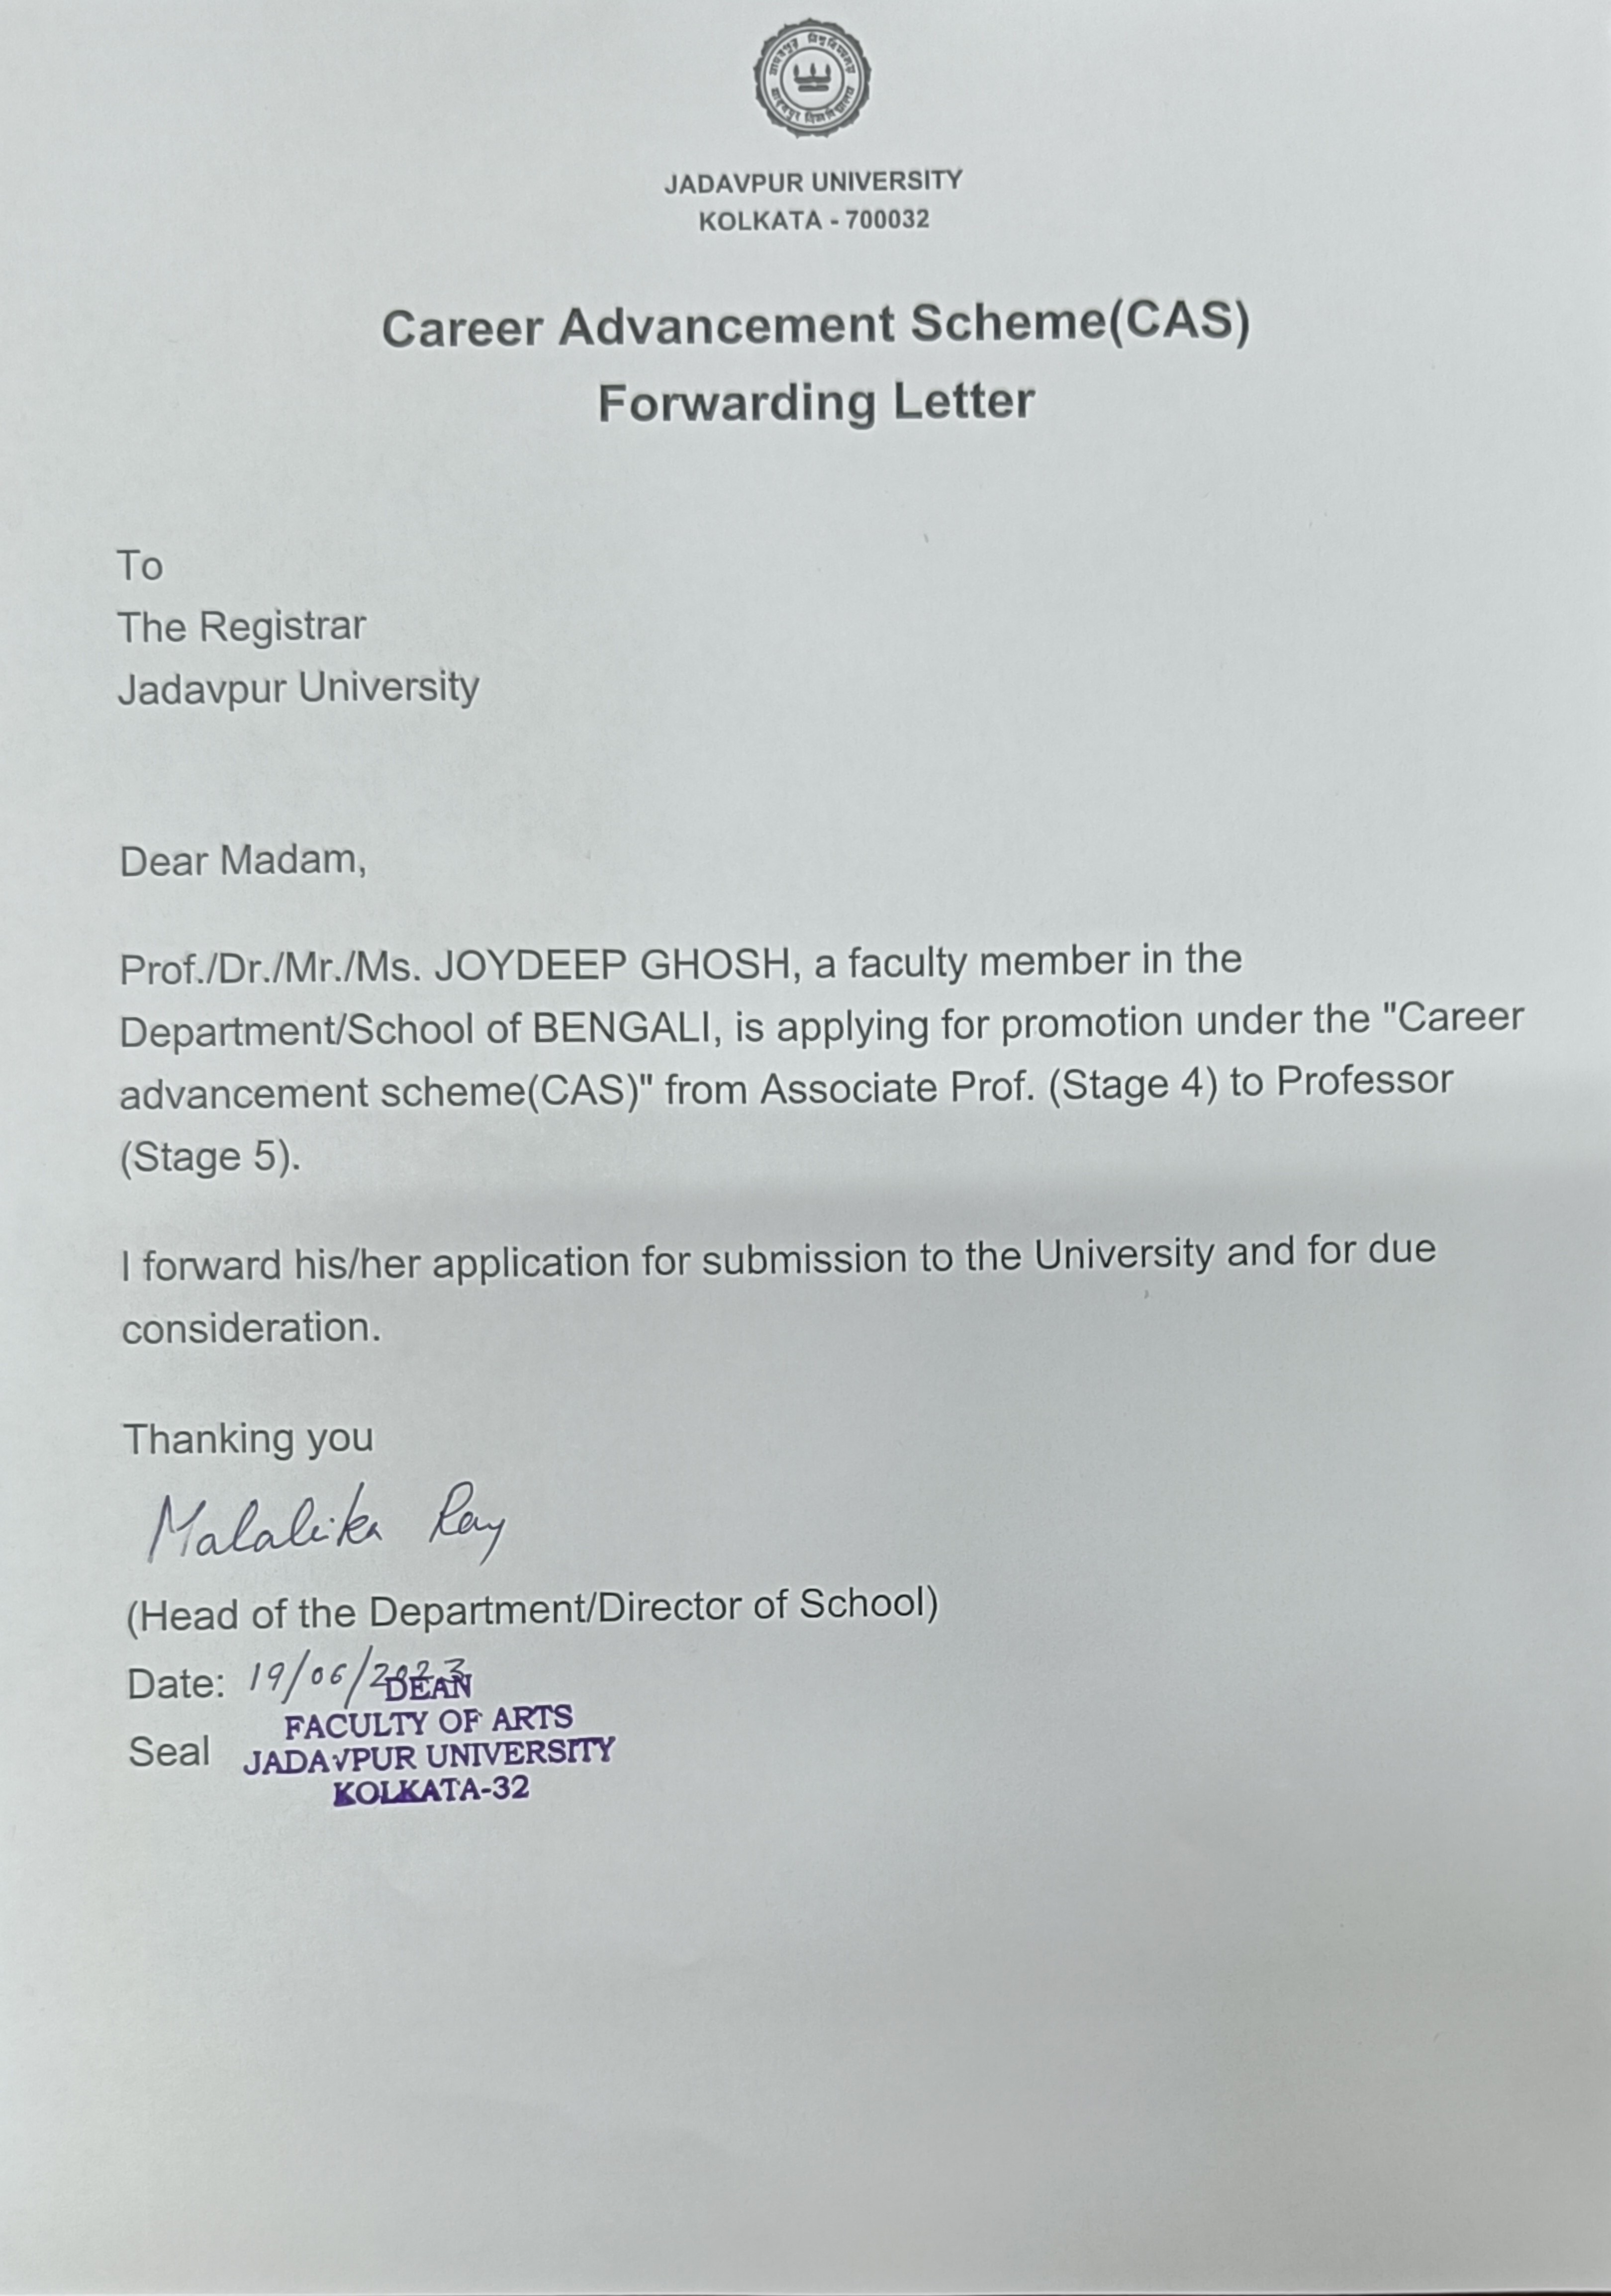 JADAVPUR UNIVERSITY
KOLKATA - 700032
Career Advancement Scheme(CAS)
Forwarding Letter
To
The Registrar
Jadavpur University
Dear Madam,
Prof./Dr./Mr./Ms. JOYDEEP GHOSH, a faculty member in the
Department/School of BENGALI, is applying for promotion under the "Career
advancement scheme(CAS)" from Associate Prof. (Stage 4) to Professor
(Stage 5).
I forward his/her application for submission to the University and for due
consideration.
Thanking you
Ray
(Head of the Department/Director of School)
Date: 19/06/2023
DEAN
FACULTY OF ARTS
Seal
JADAVPUR UNIVERSITY
KOLKATA-32